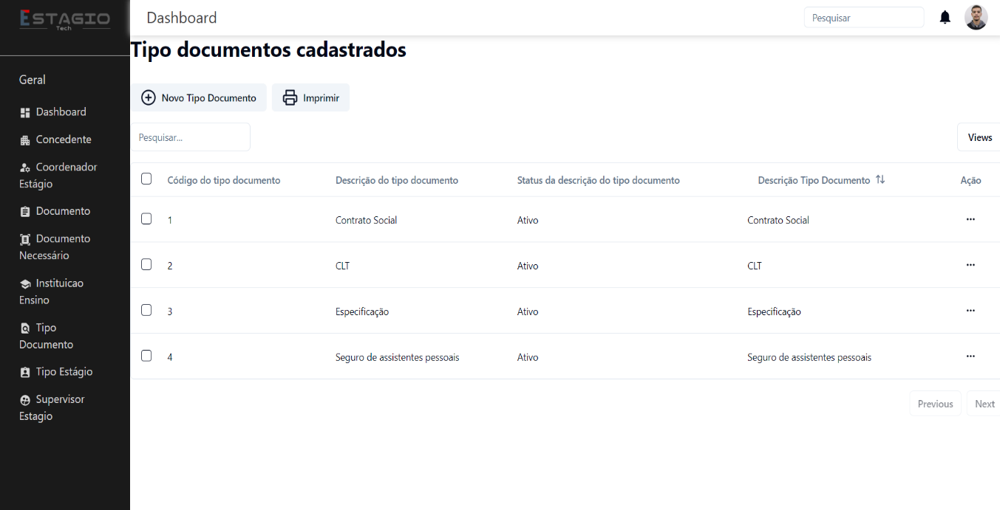 ESTAGIO
Tech
Dashboard
Pesquisar
Tipo documentos cadastrados
Geral
Dashboard
Concedente
Coordenador
Estágio
Documento
Documento
Necessário
Instituicao
Ensino
Tipo
Documento
Tipo Estágio
Supervisor
Estagio
Novo Tipo Documento
Imprimir
Pesquisar...
Views
Código do tipo documento Descrição do tipo documento Status da descrição do tipo documento Descrição Tipo Documento Ação
1 Contrato Social Ativo Contrato Social ...
2 CLT Ativo CLT ...
3 Especificação Ativo Especificação ...
4 Seguro de assistentes pessoais Ativo Seguro de assistentes pessoais ...
Previous Next